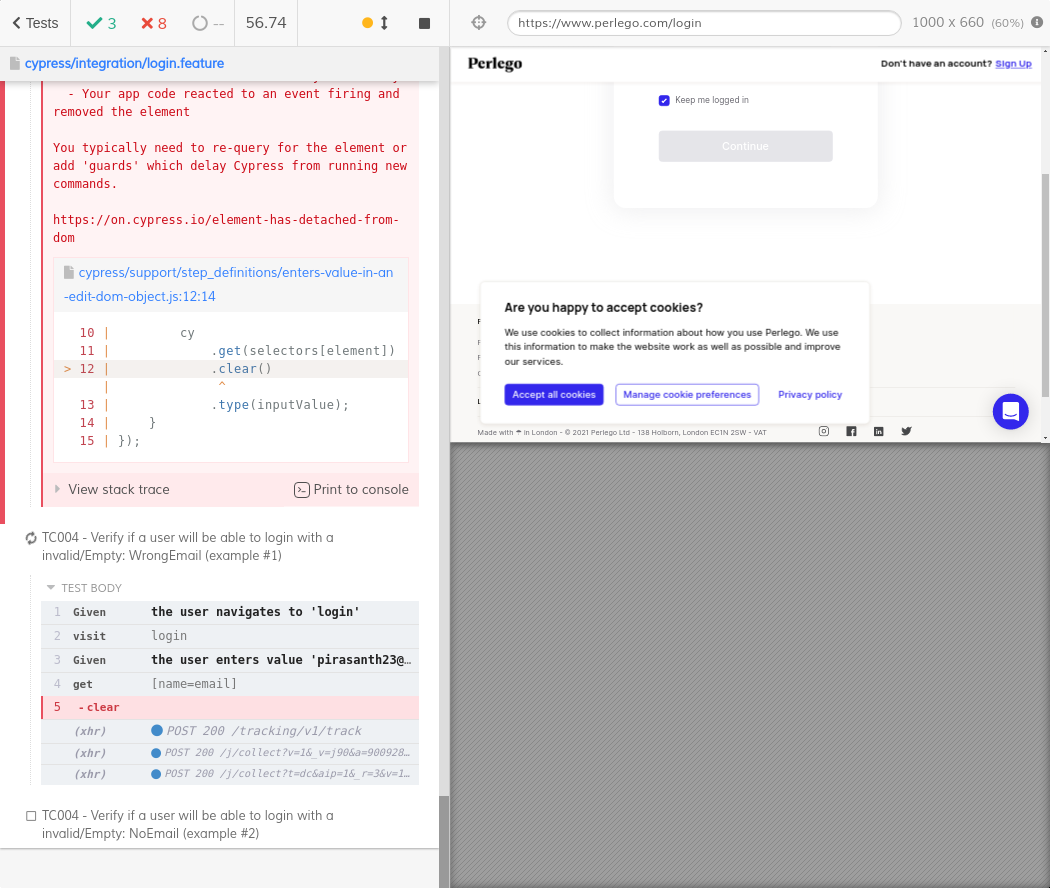 Tests
3
8
--
56.74
https://www.perlego.com/login
1000 x 660 (60%)
cypress/integration/login.feature
- Your app code reacted to an event firing and
removed the element
You typically need to re-query for the element or
add 'guards' which delay Cypress from running new
commands.
https://on.cypress.io/element-has-detached-from-
dom
cypress/support/step_definitions/enters-value-in-an
-edit-dom-object.js:12:14
10 | cy
11 | .get(selectors[element])
> 12 | .clear()
| ^
13 | .type(inputValue);
14 | }
15 | });
View stack trace
Print to console
TC004 - Verify if a user will be able to login with a
invalid/Empty: WrongEmail (example #1)
TEST BODY
1 Given the user navigates to 'login'
2 visit login
3 Given the user enters value 'pirasanth23@…
4 get [name=email]
5 -clear
(xhr) POST 200 /tracking/v1/track
(xhr) POST 200 /j/collect?v=1&_v=j90&a=900928…
(xhr) POST 200 /j/collect?t=dc&aip=1&_r=3&v=1…
TC004 - Verify if a user will be able to login with a
invalid/Empty: NoEmail (example #2)
Perlego
Don't have an account? Sign Up
Keep me logged in
Continue
Are you happy to accept cookies?
We use cookies to collect information about how you use Perlego. We use
this information to make the website work as well as possible and improve
our services.
Accept all cookies
Manage cookie preferences
Privacy policy
Made with ☂ in London - © 2021 Perlego Ltd - 138 Holborn, London EC1N 2SW - VAT